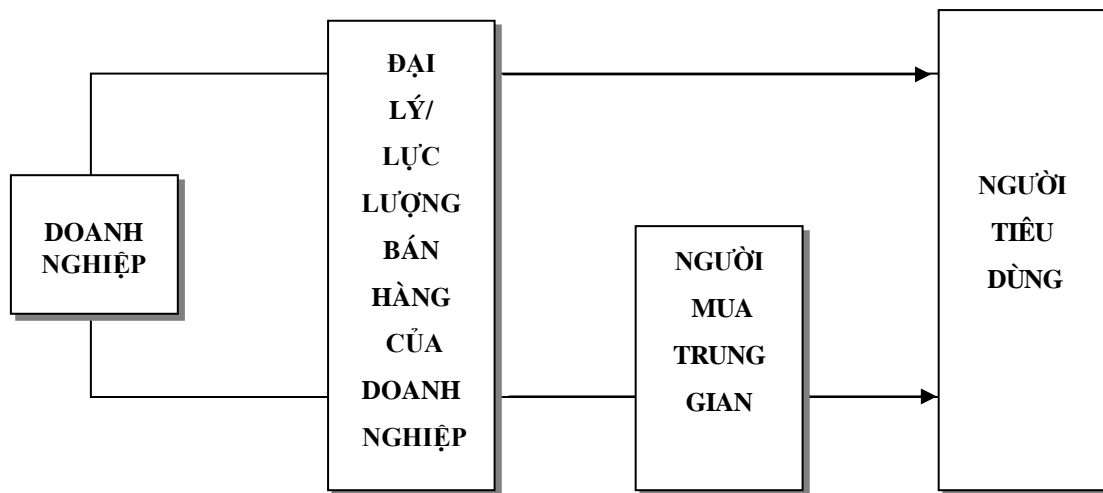 DOANH
NGHIỆP
ĐẠI
LÝ/
LỰC
LƯỢNG
BÁN
HÀNG
CỦA
DOANH
NGHIỆP
NGƯỜI
MUA
TRUNG
GIAN
NGƯỜI
TIÊU
DÙNG